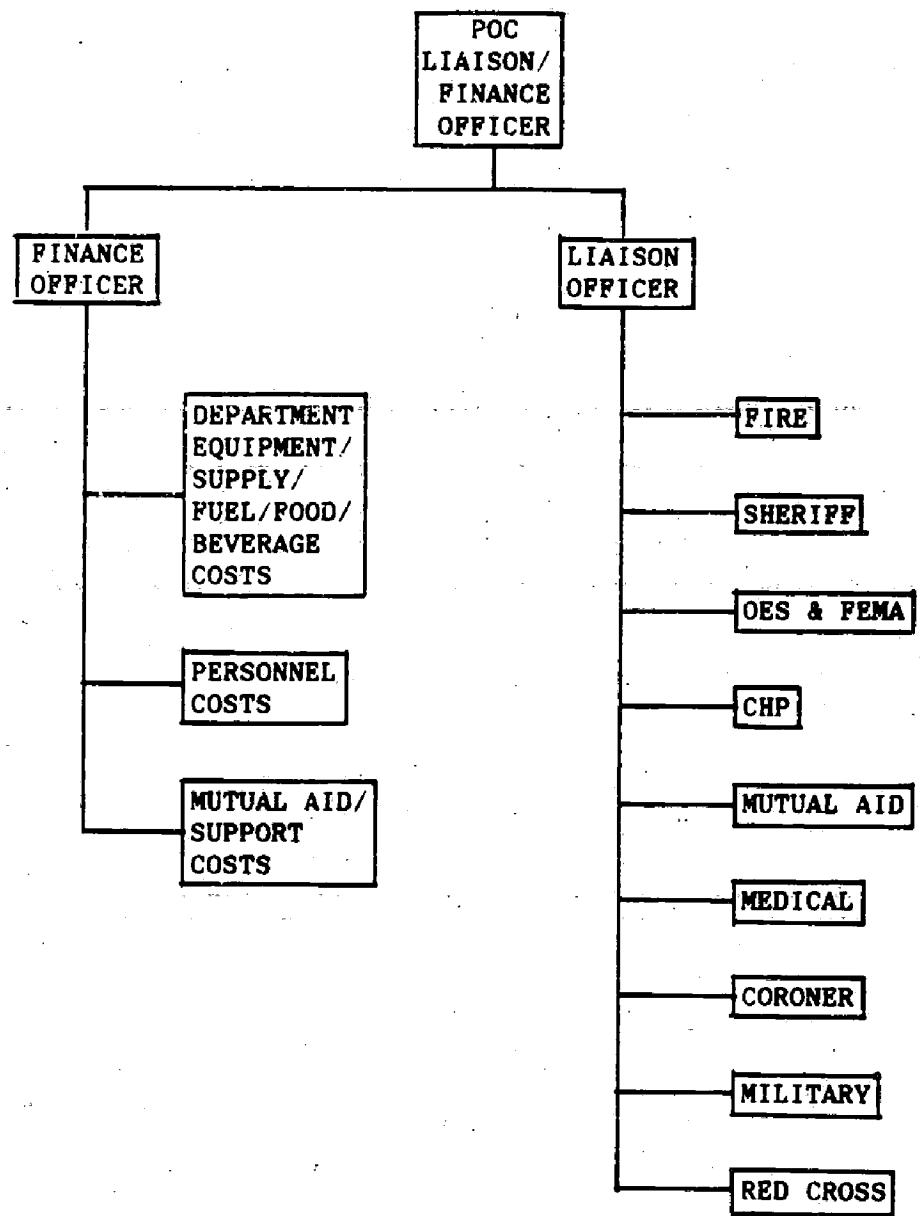 POC
LIAISON/
FINANCE
OFFICER
FINANCE
OFFICER
DEPARTMENT
EQUIPMENT/
SUPPLY/
FUEL/FOOD/
BEVERAGE
COSTS
PERSONNEL
COSTS
MUTUAL AID/
SUPPORT
COSTS
LIAISON
OFFICER
FIRE
SHERIFF
OES & FEMA
CHP
MUTUAL AID
MEDICAL
CORONER
MILITARY
RED CROSS